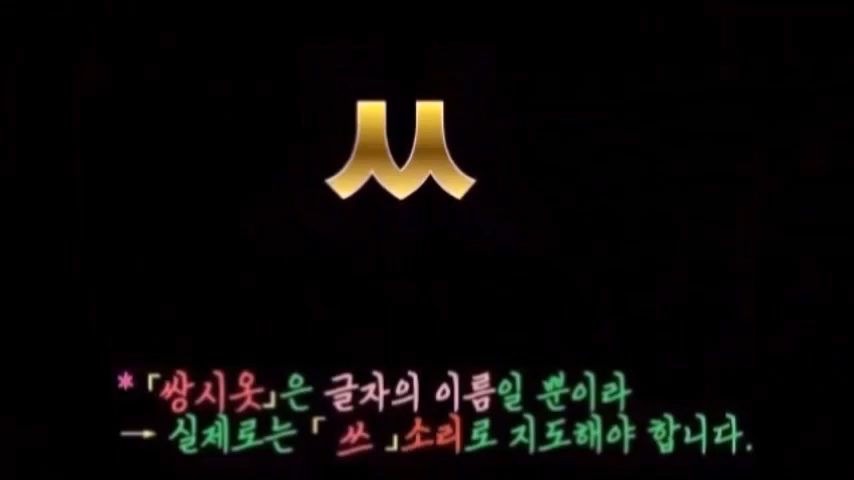 ㅆ
*「쌍시옷」은 글자의 이름일 뿐이라
→ 실제로는 「 쓰 」소리로 지도해야 합니다.